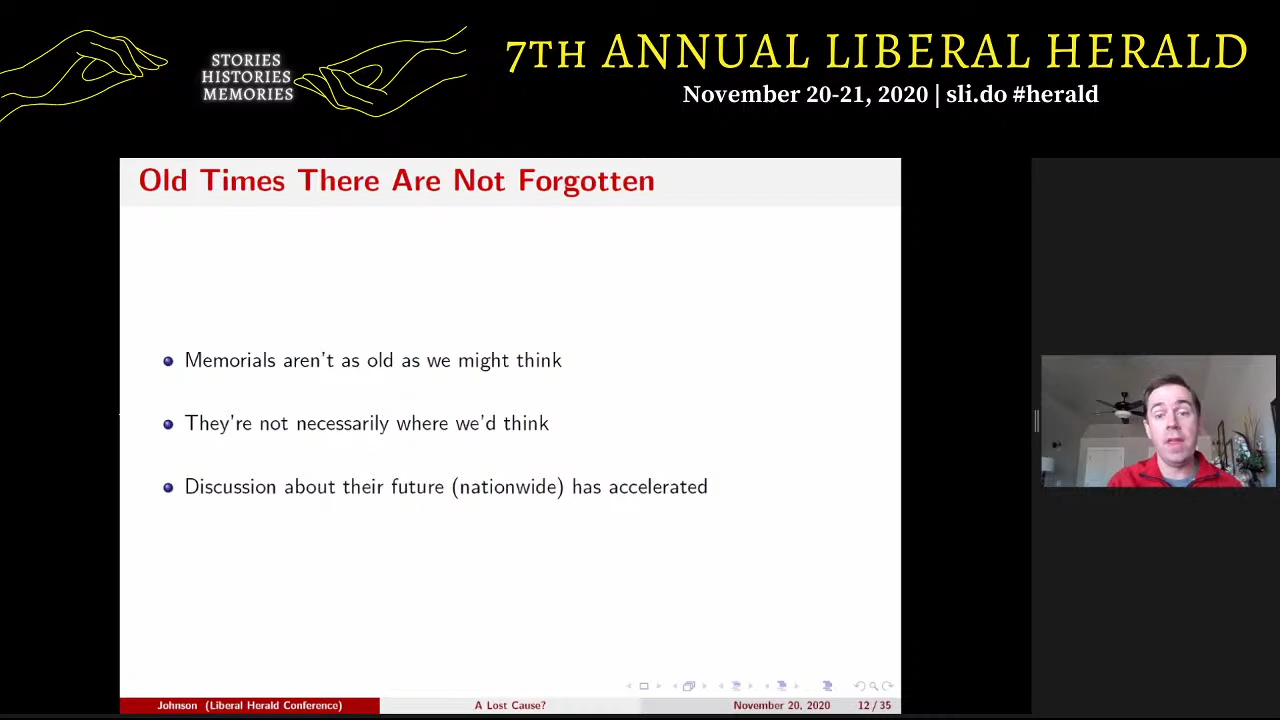 STORIES
HISTORIES
MEMORIES
7TH ANNUAL LIBERAL HERALD
November 20-21, 2020 | sli.do #herald
Old Times There Are Not Forgotten
Memorials aren't as old as we might think
They're not necessarily where we'd think
Discussion about their future (nationwide) has accelerated
Johnson (Liberal Herald Conference) A Lost Cause? November 20, 2020 12 / 35